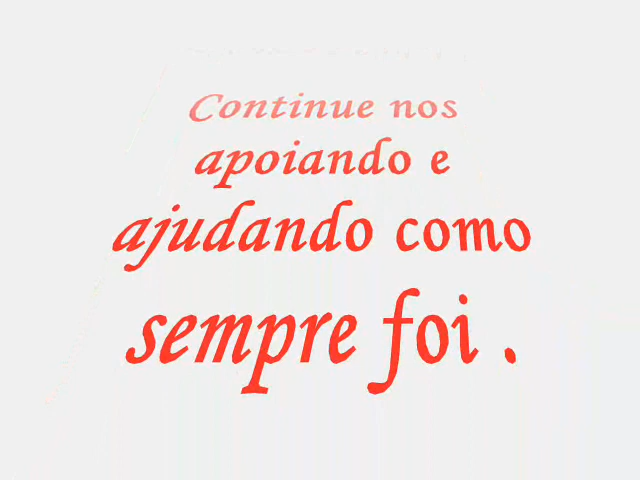 Continue nos
apoiando e
ajudando como
sempre foi .